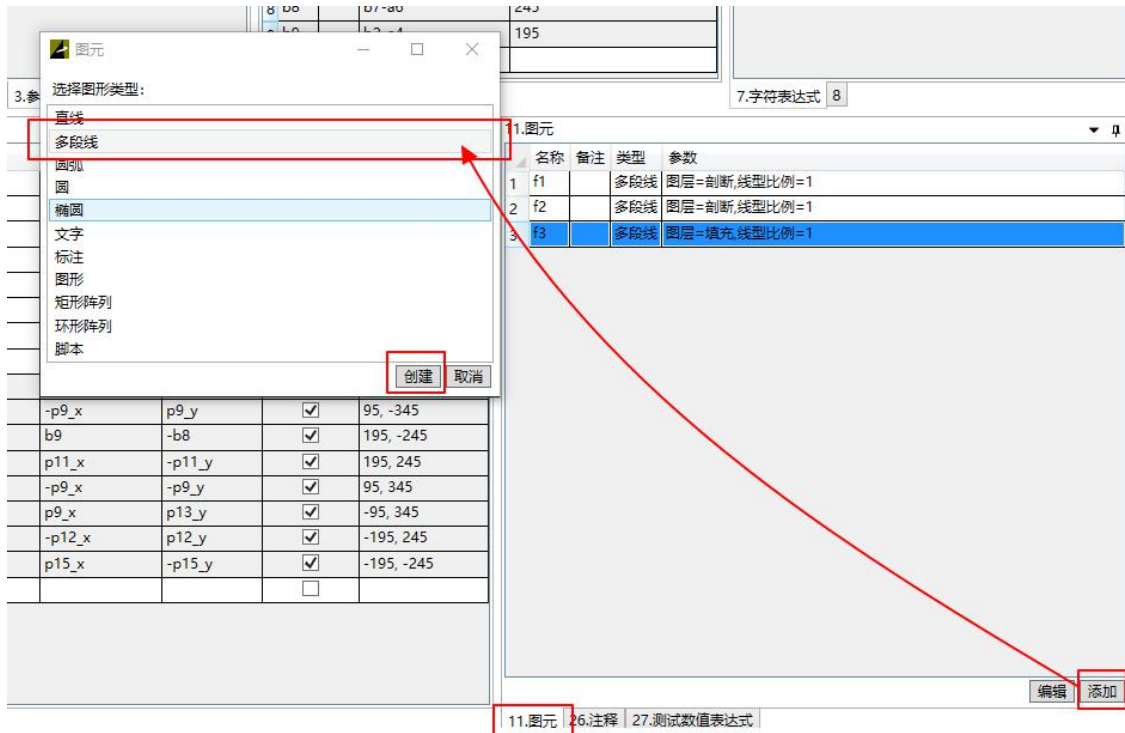 8 b8 b7-a6 245
195
图元
选择图形类型:
直线
多段线
圆弧
圆
椭圆
文字
标注
图形
矩形阵列
环形阵列
脚本
创建 取消
3.参
7.字符表达式 8
11.图元
名称 备注 类型 参数
1 f1 多段线 图层=剖断,线型比例=1
2 f2 多段线 图层=剖断,线型比例=1
3 f3 多段线 图层=填充,线型比例=1
-p9_x p9_y 95, -345
b9 -b8 195, -245
p11_x -p11_y 195, 245
-p9_x -p9_y 95, 345
p9_x p13_y -95, 345
-p12_x p12_y -195, 245
p15_x -p15_y -195, -245
编辑 添加
11.图元 26.注释 27.测试数值表达式